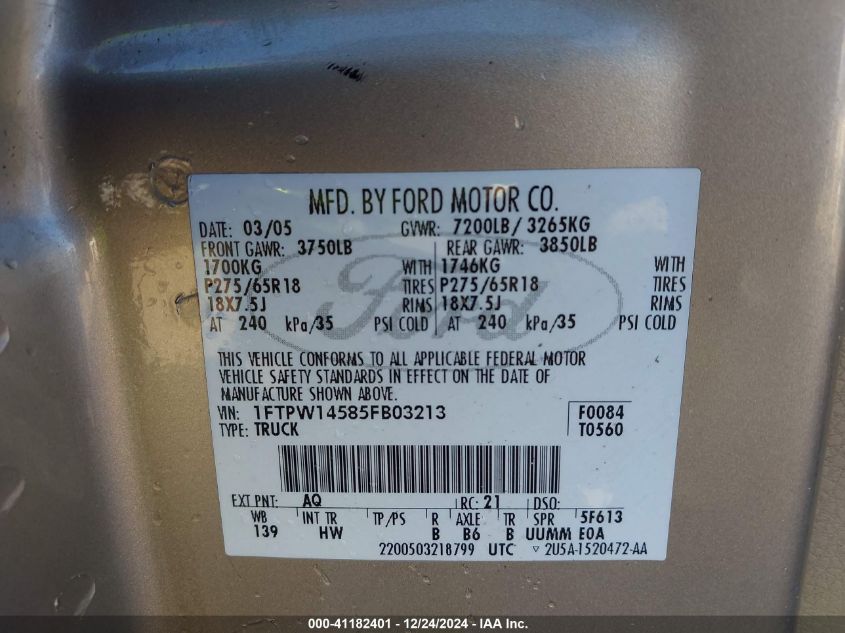 MFD. BY FORD MOTOR CO.
DATE: 03/05 GVWR: 7200LB/ 3265KG
FRONT GAWR: 3750LB REAR GAWR: 3850LB
1700KG WITH 1746KG WITH
P275/65R18 TIRES P275/65R18 TIRES
18X7.5J RIMS 18X7.5J RIMS
AT 240 kPa/35 PSI COLD AT 240 kPa/35 PSI COLD
Ford
THIS VEHICLE CONFORMS TO ALL APPLICABLE FEDERAL MOTOR
VEHICLE SAFETY STANDARDS IN EFFECT ON THE DATE OF
MANUFACTURE SHOWN ABOVE.
VIN: 1FTPW14585FB03213 F0084
TYPE: TRUCK T0560
EXT PNT: AQ RC: 21 DSO:
WB INT TR TP/PS R AXLE TR SPR 5F613
139 HW B B6 B UUMM E0A
2200503218799 UTC ▽ 2U5A-1520472-AA
000-41182401 - 12/24/2024 - IAA Inc.